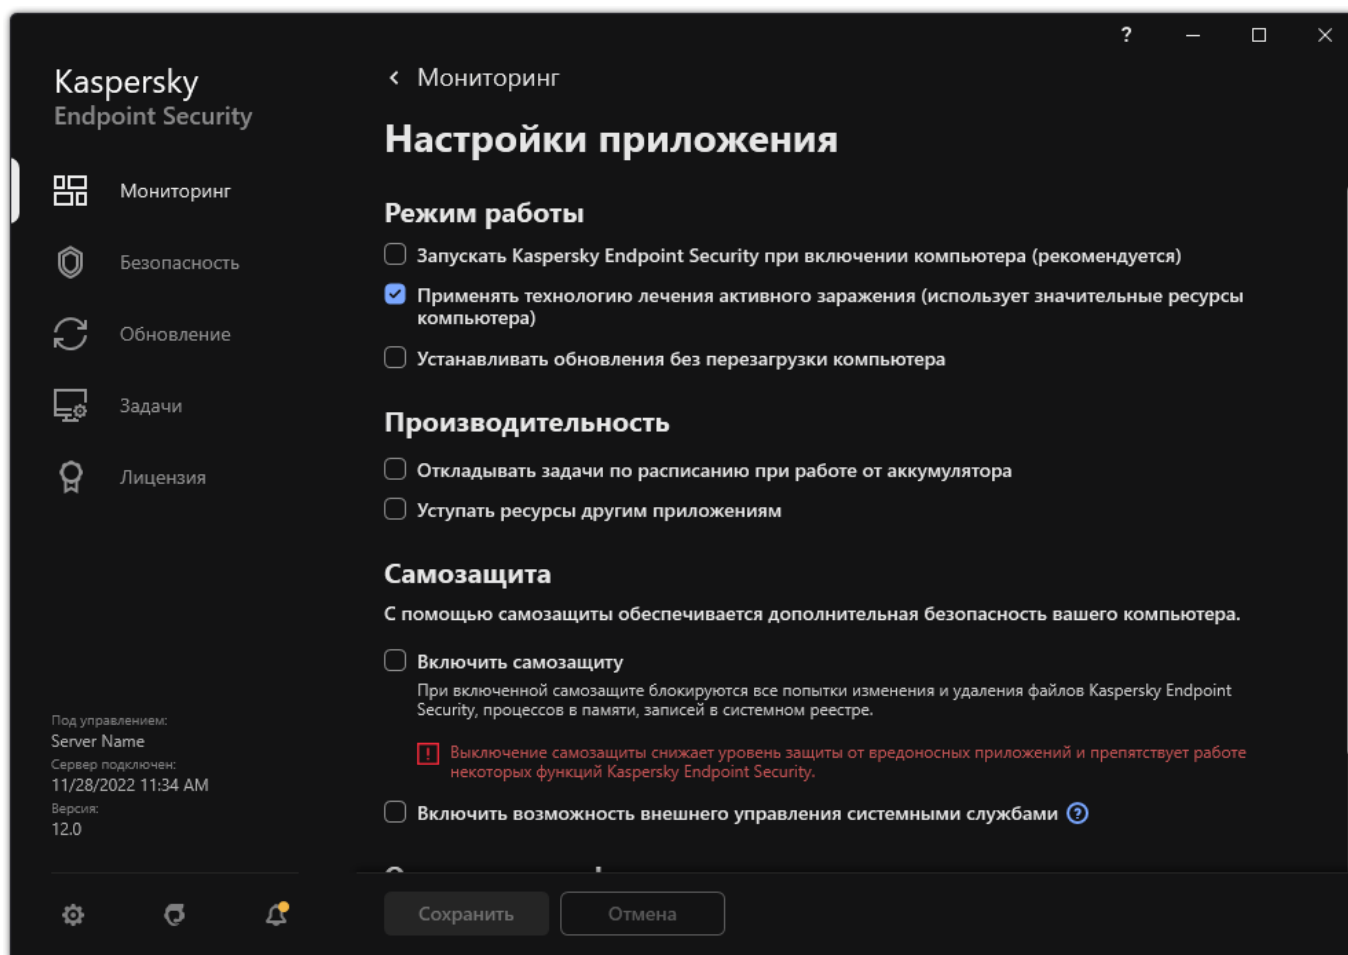 ?
Kaspersky
Endpoint Security
Мониторинг
Безопасность
Обновление
Задачи
Лицензия
Под управлением:
Server Name
Сервер подключен:
11/28/2022 11:34 AM
Версия:
12.0
Мониторинг
Настройки приложения
Режим работы
Запускать Kaspersky Endpoint Security при включении компьютера (рекомендуется)
Применять технологию лечения активного заражения (использует значительные ресурсы
компьютера)
Устанавливать обновления без перезагрузки компьютера
Производительность
Откладывать задачи по расписанию при работе от аккумулятора
Уступать ресурсы другим приложениям
Самозащита
С помощью самозащиты обеспечивается дополнительная безопасность вашего компьютера.
Включить самозащиту
При включенной самозащите блокируются все попытки изменения и удаления файлов Kaspersky Endpoint
Security, процессов в памяти, записей в системном реестре.
Выключение самозащиты снижает уровень защиты от вредоносных приложений и препятствует работе
некоторых функций Kaspersky Endpoint Security.
Включить возможность внешнего управления системными службами ?
Сохранить
Отмена